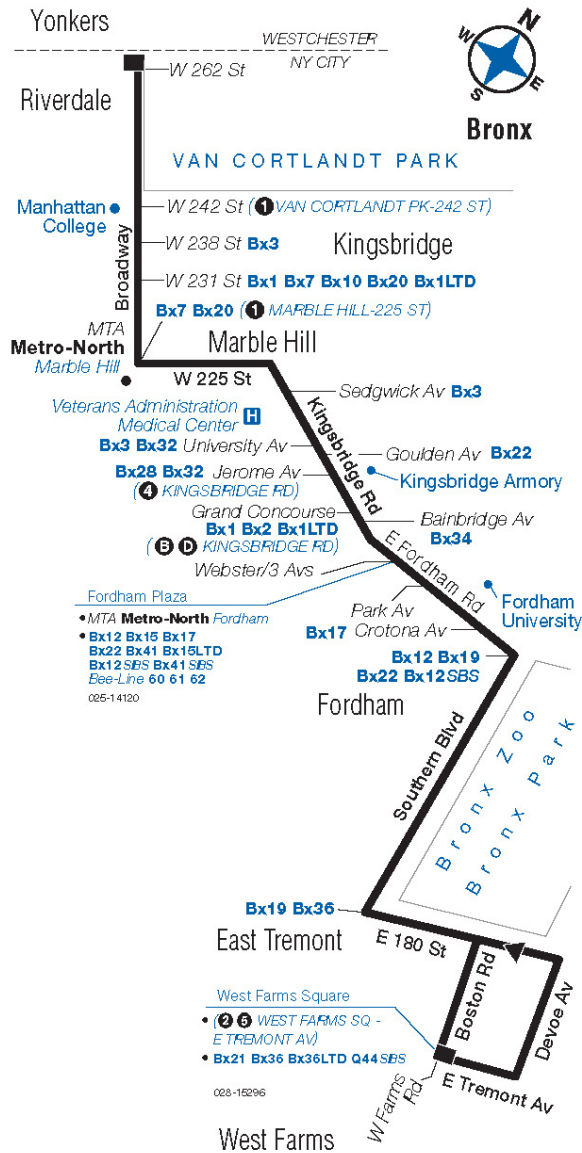 Yonkers
WESTCHESTER
NY CITY
N
W
E
S
Bronx
W 262 St
Riverdale
VAN CORTLANDT PARK
Manhattan
College
W 242 St (1 VAN CORTLANDT PK-242 ST)
W 238 St Bx3
Kingsbridge
Broadway
W 231 St Bx1 Bx7 Bx10 Bx20 Bx1LTD
Bx7 Bx20 (1 MARBLE HILL-225 ST)
MTA
Metro-North
Marble Hill
Marble Hill
W 225 St
Sedgwick Av Bx3
Veterans Administration
Medical Center H
Kingsbridge Rd
Bx3 Bx32 University Av
Goulden Av Bx22
Bx28 Bx32 Jerome Av
(4 KINGSBRIDGE RD)
Kingsbridge Armory
Grand Concourse
Bx1 Bx2 Bx1LTD
(B D KINGSBRIDGE RD)
Bainbridge Av
Bx34
Webster/3 Avs
E Fordham Rd
Fordham Plaza
•MTA Metro-North Fordham
•Bx12 Bx15 Bx17
Bx22 Bx41 Bx15LTD
Bx12SBS Bx41SBS
Bee-Line 60 61 62
025-14120
Park Av
Bx17 Crotona Av
Fordham
University
Bx12 Bx19
Bx22 Bx12SBS
Fordham
Southern Blvd
Bronx Zoo
Bronx Park
Bx19 Bx36
East Tremont
E 180 St
Boston Rd
Devoe Av
West Farms Square
• (2 5 WEST FARMS SQ -
E TREMONT AV)
• Bx21 Bx36 Bx36LTD Q44SBS
028-15296
W Farms
Rd
E Tremont Av
West Farms